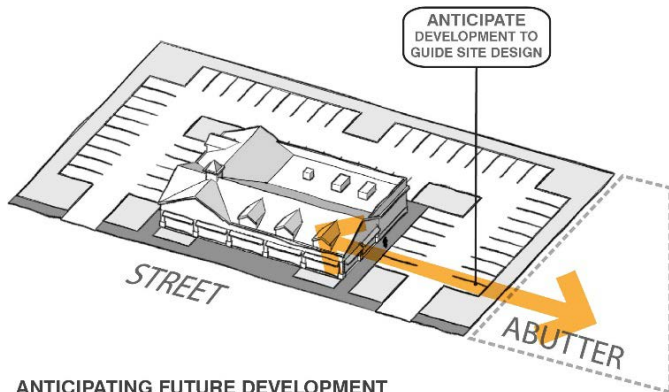 ANTICIPATE
DEVELOPMENT TO
GUIDE SITE DESIGN
STREET
ABUTTER
ANTICIPATING FUTURE DEVELOPMENT